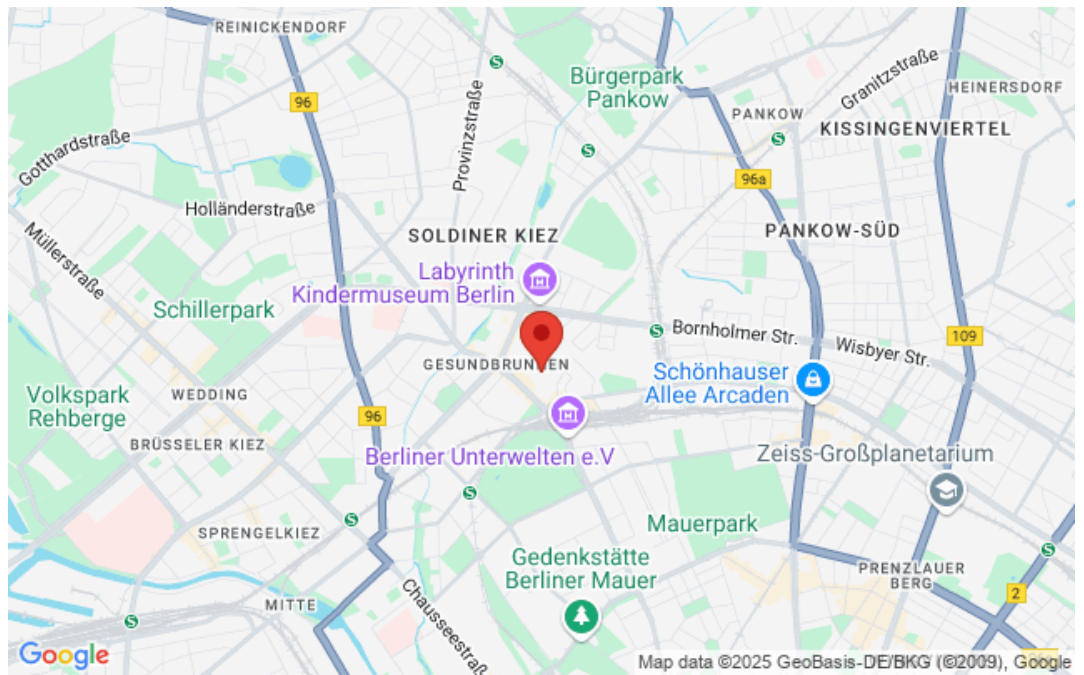 REINICKENDORF
S
96
Provinzstraße
Bürgerpark
Pankow
Granitzstraße
HEINERSDORF
PANKOW
KISSINGENVIERTEL
S
Gotthardstraße
S
96a
Holländerstraße
Müllerstraße
SOLDINER KIEZ
PANKOW-SÜD
Labyrinth
Kindermuseum Berlin
Schillerpark
S
Bornholmer Str.
Wisbyer Str.
109
GESUNDBRUNNEN
Schönhauser
Allee Arcaden
Volkspark
Rehberge
WEDDING
96
BRÜSSELER KIEZ
Berliner Unterwelten e.V
Zeiss-Großplanetarium
S
S
SPRENGELKIEZ
Mauerpark
S
Gedenkstätte
Berliner Mauer
PRENZLAUER
BERG
2
MITTE
S
Chausseestraße
Google
Map data ©2025 GeoBasis-DE/BKG (©2009), Google